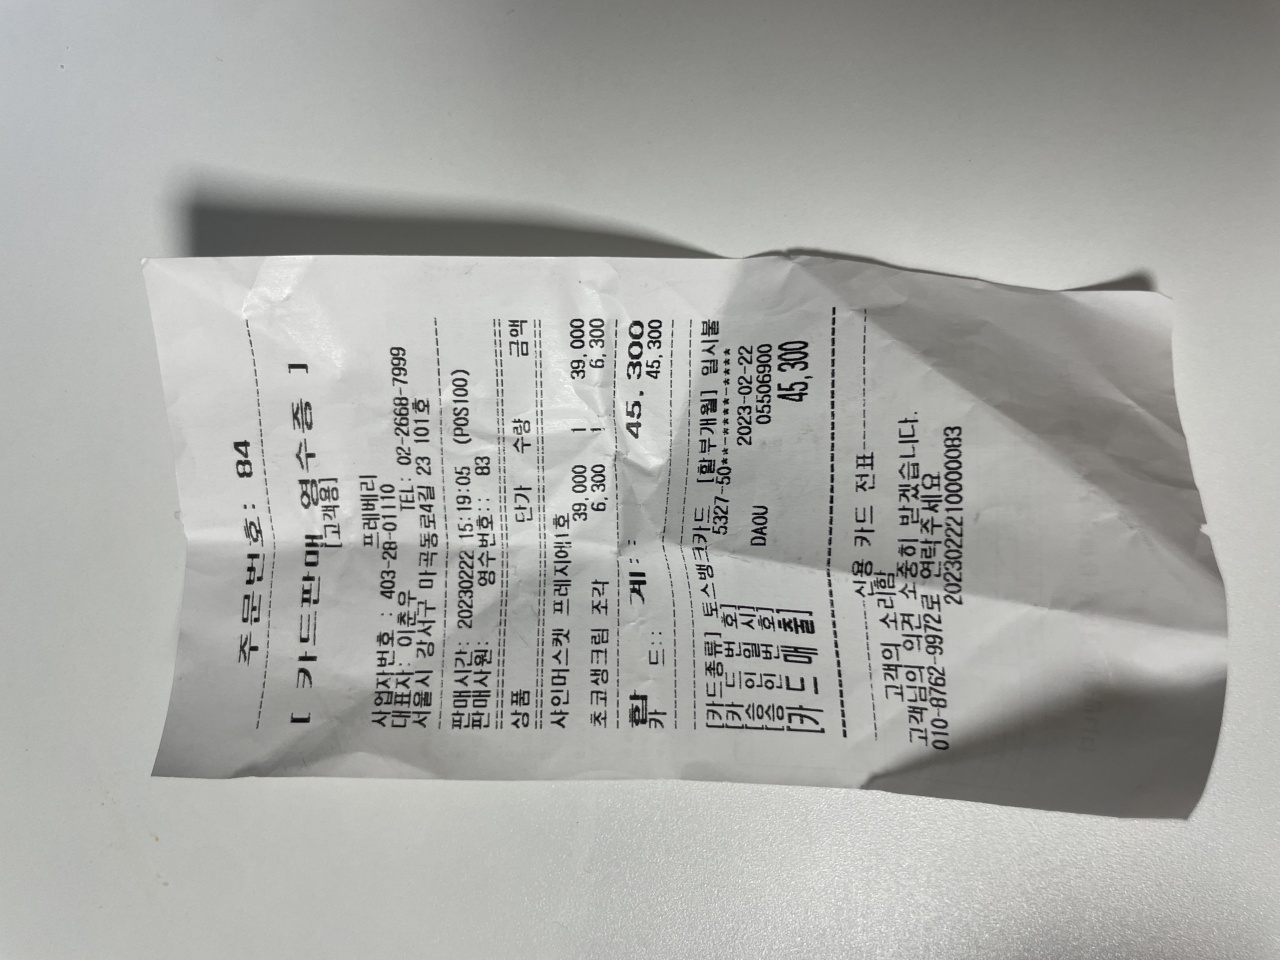 주문번호: 84
[ 카드판매 영수증 ]
[고객용]
프레베리
사업자번호 : 403-28-01110
대표자: 이춘우 TEL: 02-2668-7999
서울시 강서구 마곡동로4길 23 101호
판매시간: 20230222 15:19:05 (POS100)
판매사원: 영수번호:: 83
상품 단가 수량 금액
샤인머스켓 프레지에1호
39,000 1 39,000
초코생크림 조각 6,300 1 6,300
합 계: : 45,300
카 드:: 45,300
[카드종류] 토스뱅크카드 [할부개월] 일시불
[카 드 번 호] 5327-50**-****-****
[승 인 일 시] 2023-02-22
[승 인 번 호] DAOU 05506900
[카 드 매 출] 45,300
신용 카드 전표
고객의 소리함
고객님의 의견 소중히 받겠습니다.
010-8762-9972로 연락주세요
2023022210000083